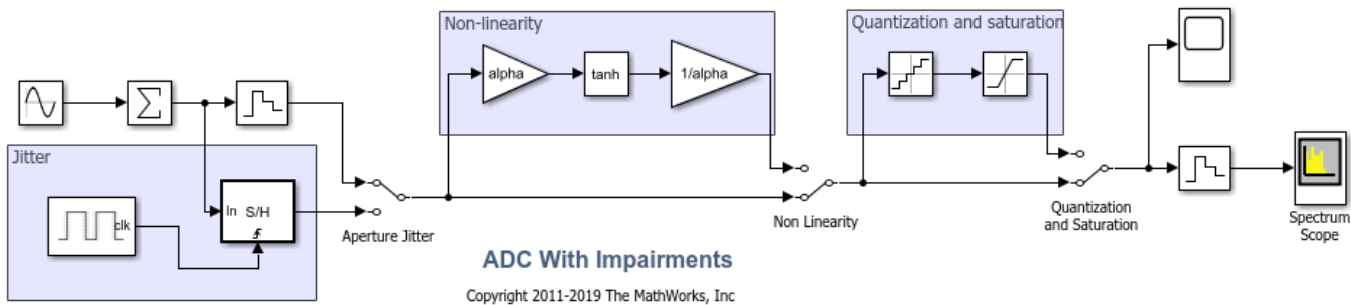 Non-linearity
alpha
tanh
1/alpha
Quantization and saturation
Jitter
clk
In
S/H
Aperture Jitter
Non Linearity
Quantization
and Saturation
Spectrum
Scope
ADC With Impairments
Copyright 2011-2019 The MathWorks, Inc